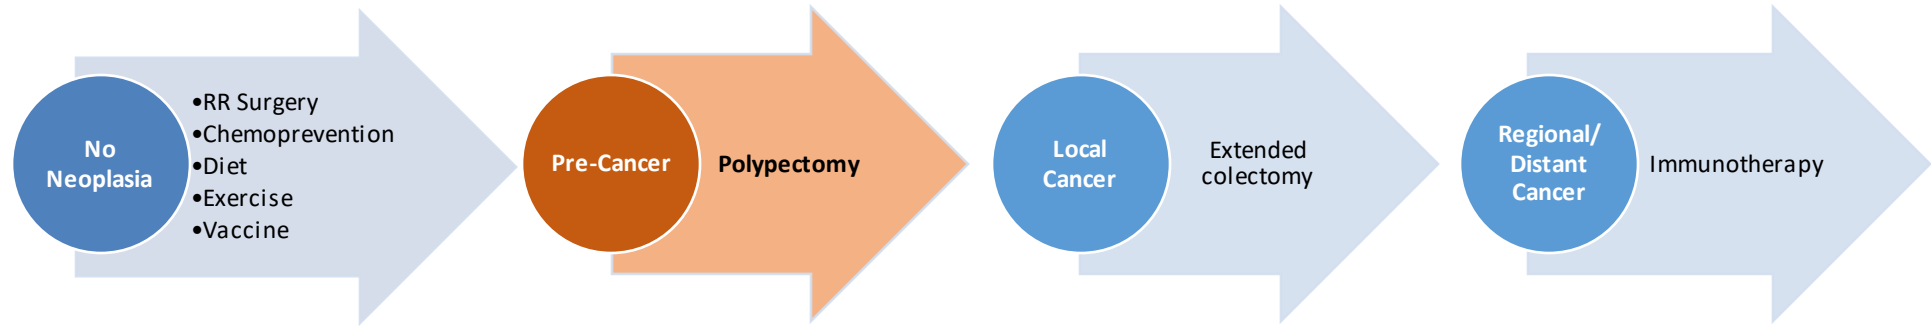 No
Neoplasia
•RR Surgery
•Chemoprevention
•Diet
•Exercise
•Vaccine
Pre-Cancer
Polypectomy
Local
Cancer
Extended
colectomy
Regional/
Distant
Cancer
Immunotherapy